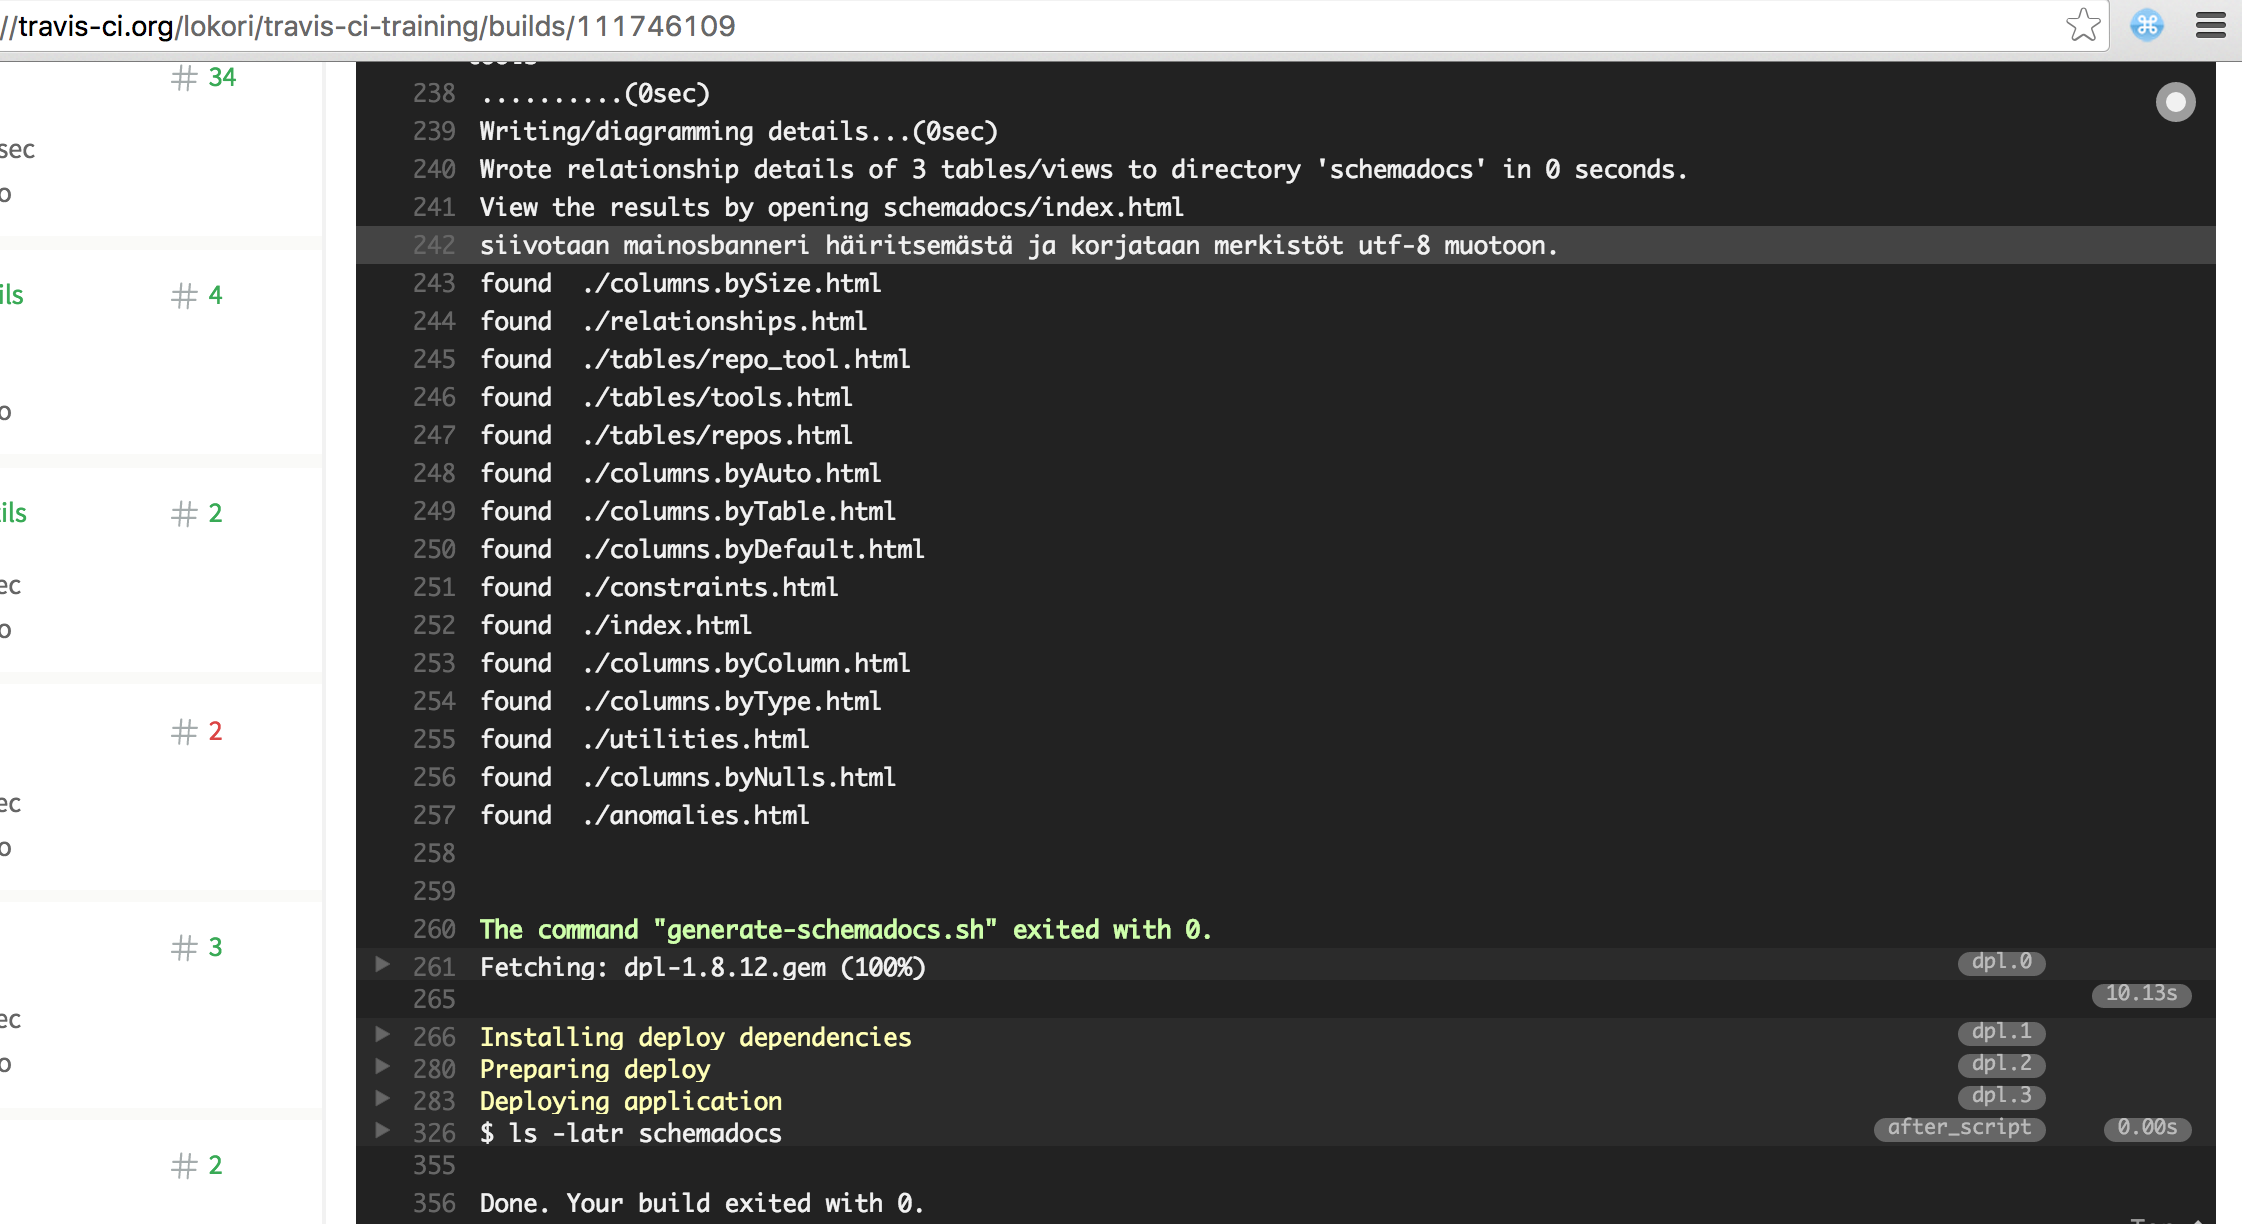 //travis-ci.org/lokori/travis-ci-training/builds/111746109
# 34
sec
o
ils
# 4
o
ils
# 2
ec
o
# 2
ec
o
# 3
ec
o
# 2
238 ..........(0sec)
239 Writing/diagramming details...(0sec)
240 Wrote relationship details of 3 tables/views to directory 'schemadocs' in 0 seconds.
241 View the results by opening schemadocs/index.html
242 siivotaan mainosbanneri häiritsemästä ja korjataan merkistöt utf-8 muotoon.
243 found  ./columns.bySize.html
244 found  ./relationships.html
245 found  ./tables/repo_tool.html
246 found  ./tables/tools.html
247 found  ./tables/repos.html
248 found  ./columns.byAuto.html
249 found  ./columns.byTable.html
250 found  ./columns.byDefault.html
251 found  ./constraints.html
252 found  ./index.html
253 found  ./columns.byColumn.html
254 found  ./columns.byType.html
255 found  ./utilities.html
256 found  ./columns.byNulls.html
257 found  ./anomalies.html
258
259
260 The command "generate-schemadocs.sh" exited with 0.
261 Fetching: dpl-1.8.12.gem (100%) dpl.0
265 10.13s
266 Installing deploy dependencies dpl.1
280 Preparing deploy dpl.2
283 Deploying application dpl.3
326 $ ls -latr schemadocs after_script 0.00s
355
356 Done. Your build exited with 0.